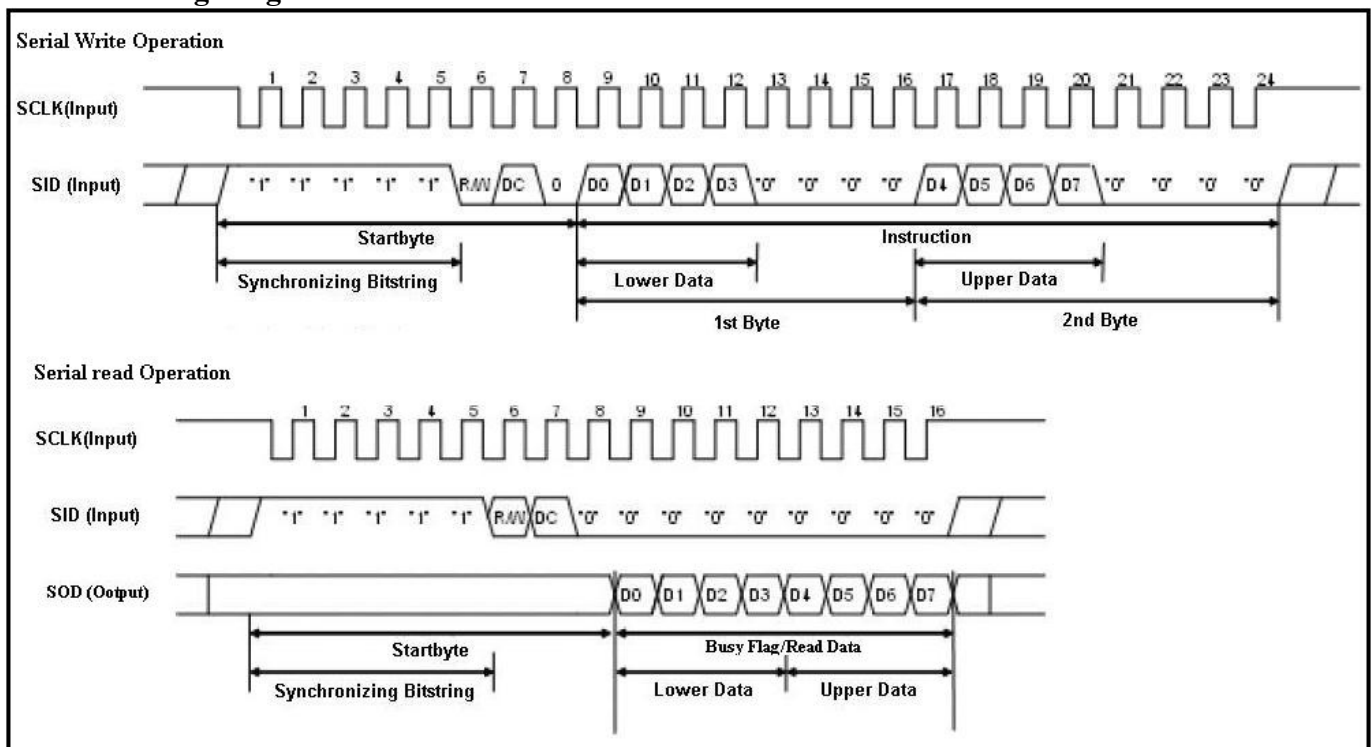 Serial Write Operation
1 2 3 4 5 6 7 8 9 10 11 12 13 14 15 16 17 18 19 20 21 22 23 24
SCLK(Input)
SID (Input) "1" "1" "1" "1" "1" R/W DC 0 D0 D1 D2 D3 "0" "0" "0" "0" D4 D5 D6 D7 "0" "0" "0" "0"
Startbyte Instruction
Synchronizing Bitstring Lower Data Upper Data
1st Byte 2nd Byte
Serial read Operation
1 2 3 4 5 6 7 8 9 10 11 12 13 14 15 16
SCLK(Input)
SID (Input) "1" "1" "1" "1" "1" R/W DC "0" "0" "0" "0" "0" "0" "0" "0" "0"
SOD (Ootput) D0 D1 D2 D3 D4 D5 D6 D7
Startbyte Busy Flag/Read Data
Synchronizing Bitstring Lower Data Upper Data